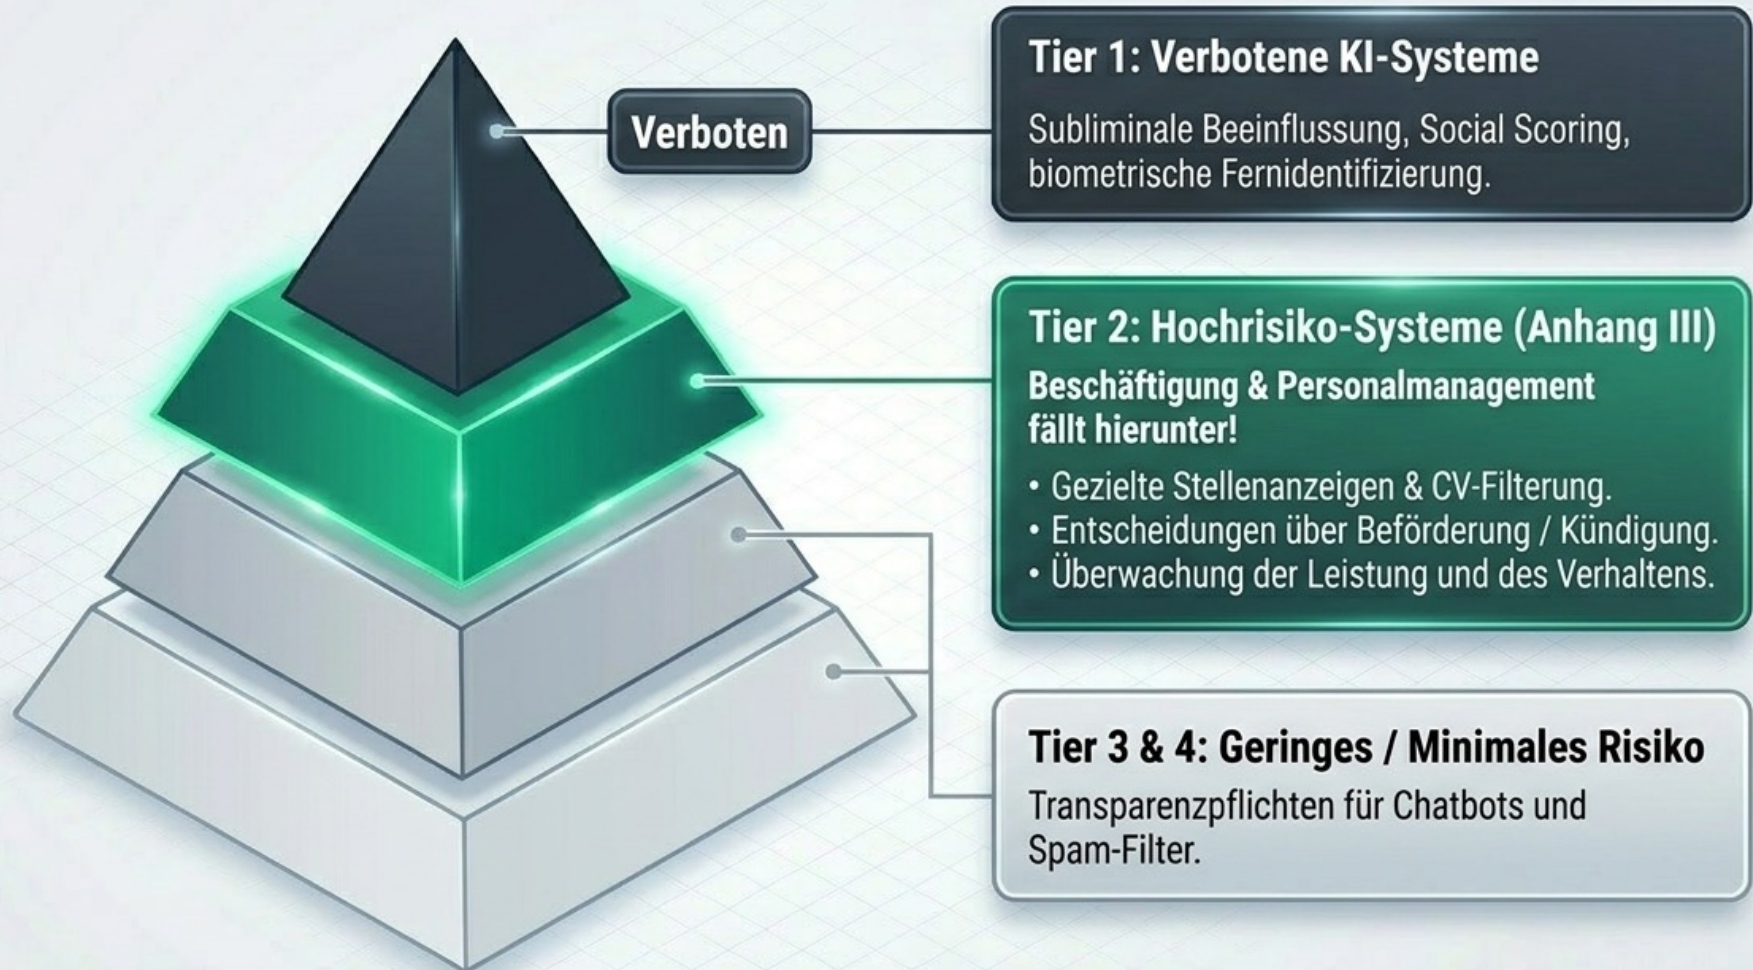 Verboten
Tier 1: Verbotene KI-Systeme
Subliminale Beeinflussung, Social Scoring,
biometrische Fernidentifizierung.
Tier 2: Hochrisiko-Systeme (Anhang III)
Beschäftigung & Personalmanagement
fällt hierunter!
• Gezielte Stellenanzeigen & CV-Filterung.
• Entscheidungen über Beförderung / Kündigung.
• Überwachung der Leistung und des Verhaltens.
Tier 3 & 4: Geringes / Minimales Risiko
Transparenzpflichten für Chatbots und
Spam-Filter.